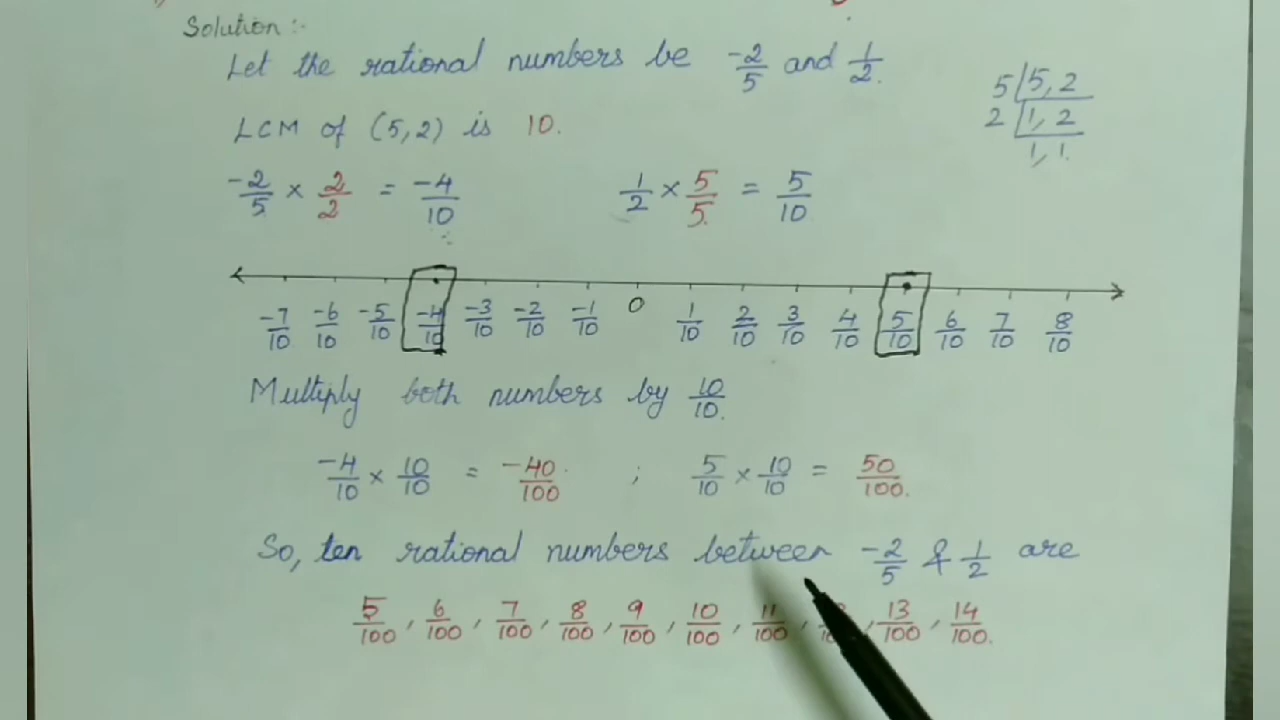 Solution :-
Let the rational numbers be -2/5 and 1/2.
5 | 5, 2
LCM of (5,2) is 10.
2 | 1, 2
1, 1.
-2/5 × 2/2 = -4/10
1/2 × 5/5 = 5/10
-7/10 -6/10 -5/10 -4/10 -3/10 -2/10 -1/10 0 1/10 2/10 3/10 4/10 5/10 6/10 7/10 8/10
Multiply both numbers by 10/10.
-4/10 × 10/10 = -40/100 ; 5/10 × 10/10 = 50/100.
So, ten rational numbers between -2/5 & 1/2 are
5/100, 6/100, 7/100, 8/100, 9/100, 10/100, 11/100, , 13/100, 14/100.